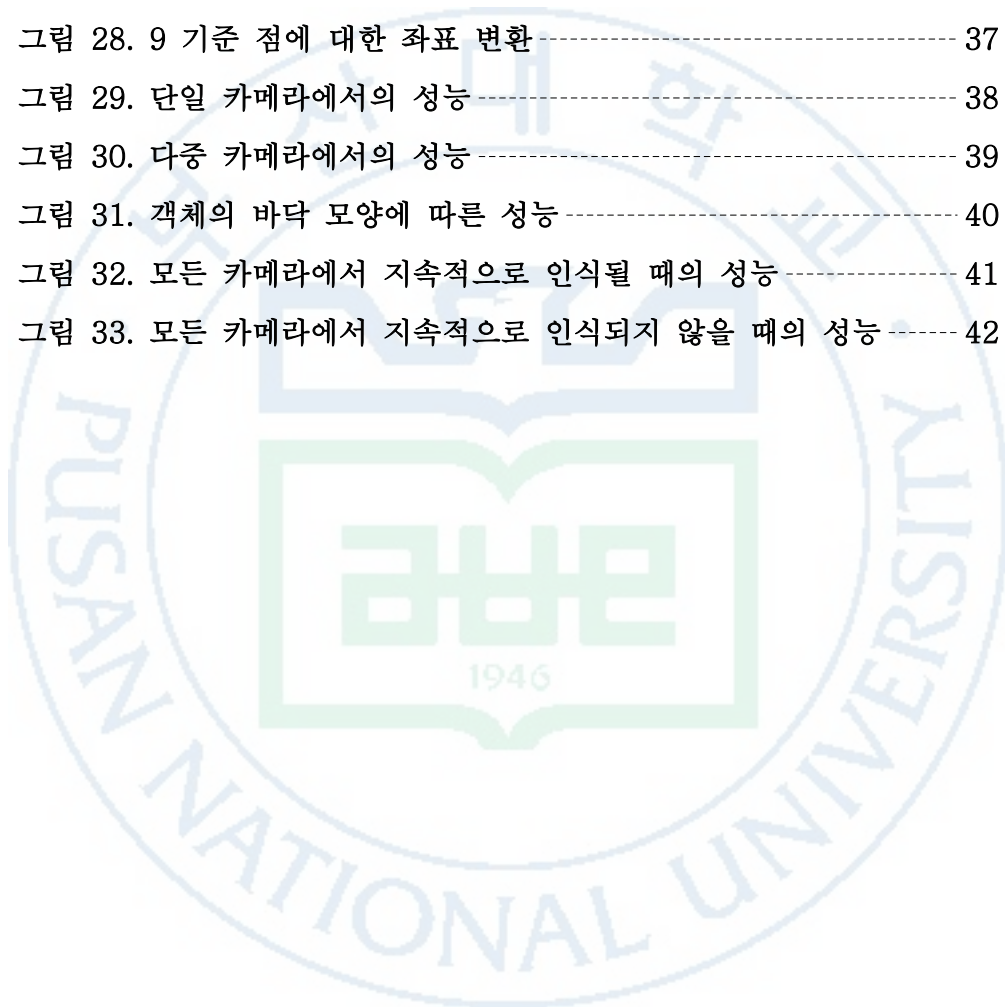 그림 28. 9 기준 점에 대한 좌표 변환 37
그림 29. 단일 카메라에서의 성능 38
그림 30. 다중 카메라에서의 성능 39
그림 31. 객체의 바닥 모양에 따른 성능 40
그림 32. 모든 카메라에서 지속적으로 인식될 때의 성능 41
그림 33. 모든 카메라에서 지속적으로 인식되지 않을 때의 성능 42
부산대학교
PUSAN NATIONAL UNIVERSITY
1946